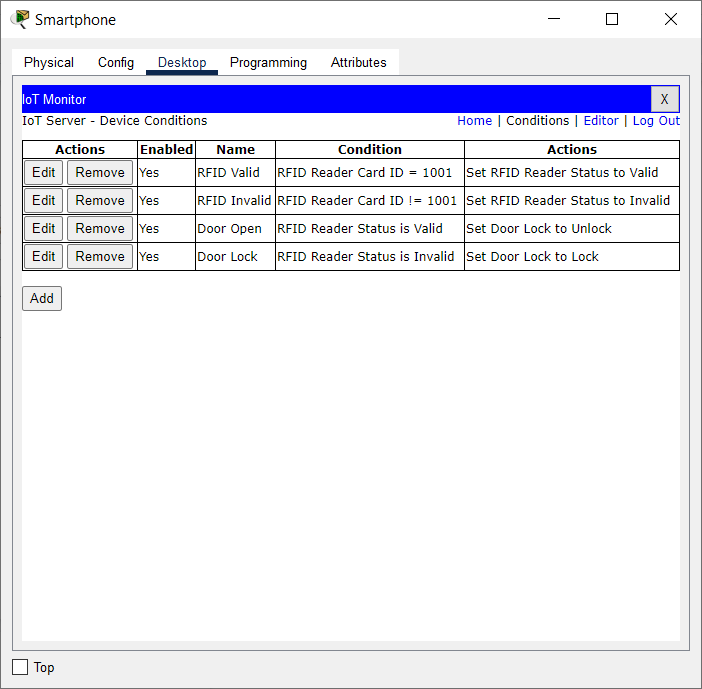 Smartphone
Physical Config Desktop Programming Attributes
IoT Monitor X
IoT Server - Device Conditions Home | Conditions | Editor | Log Out
Actions Enabled Name Condition Actions
Edit Remove Yes RFID Valid RFID Reader Card ID = 1001 Set RFID Reader Status to Valid
Edit Remove Yes RFID Invalid RFID Reader Card ID != 1001 Set RFID Reader Status to Invalid
Edit Remove Yes Door Open RFID Reader Status is Valid Set Door Lock to Unlock
Edit Remove Yes Door Lock RFID Reader Status is Invalid Set Door Lock to Lock
Add
Top